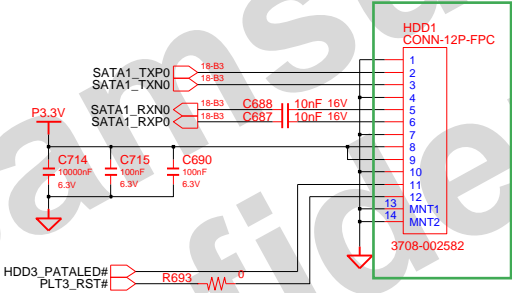 HDD1
CONN-12P-FPC
18-B3
SATA1_TXP0
18-B3
SATA1_TXN0
1
2
3
4
5
6
7
8
9
10
11
12
13 MNT1
14 MNT2
18-B3
SATA1_RXN0
C688 10nF 16V
18-B3
SATA1_RXP0
C687 10nF 16V
P3.3V
C714
10000nF
6.3V
C715
100nF
6.3V
C690
100nF
6.3V
3708-002582
HDD3_PATALED#
PLT3_RST#
R693 0